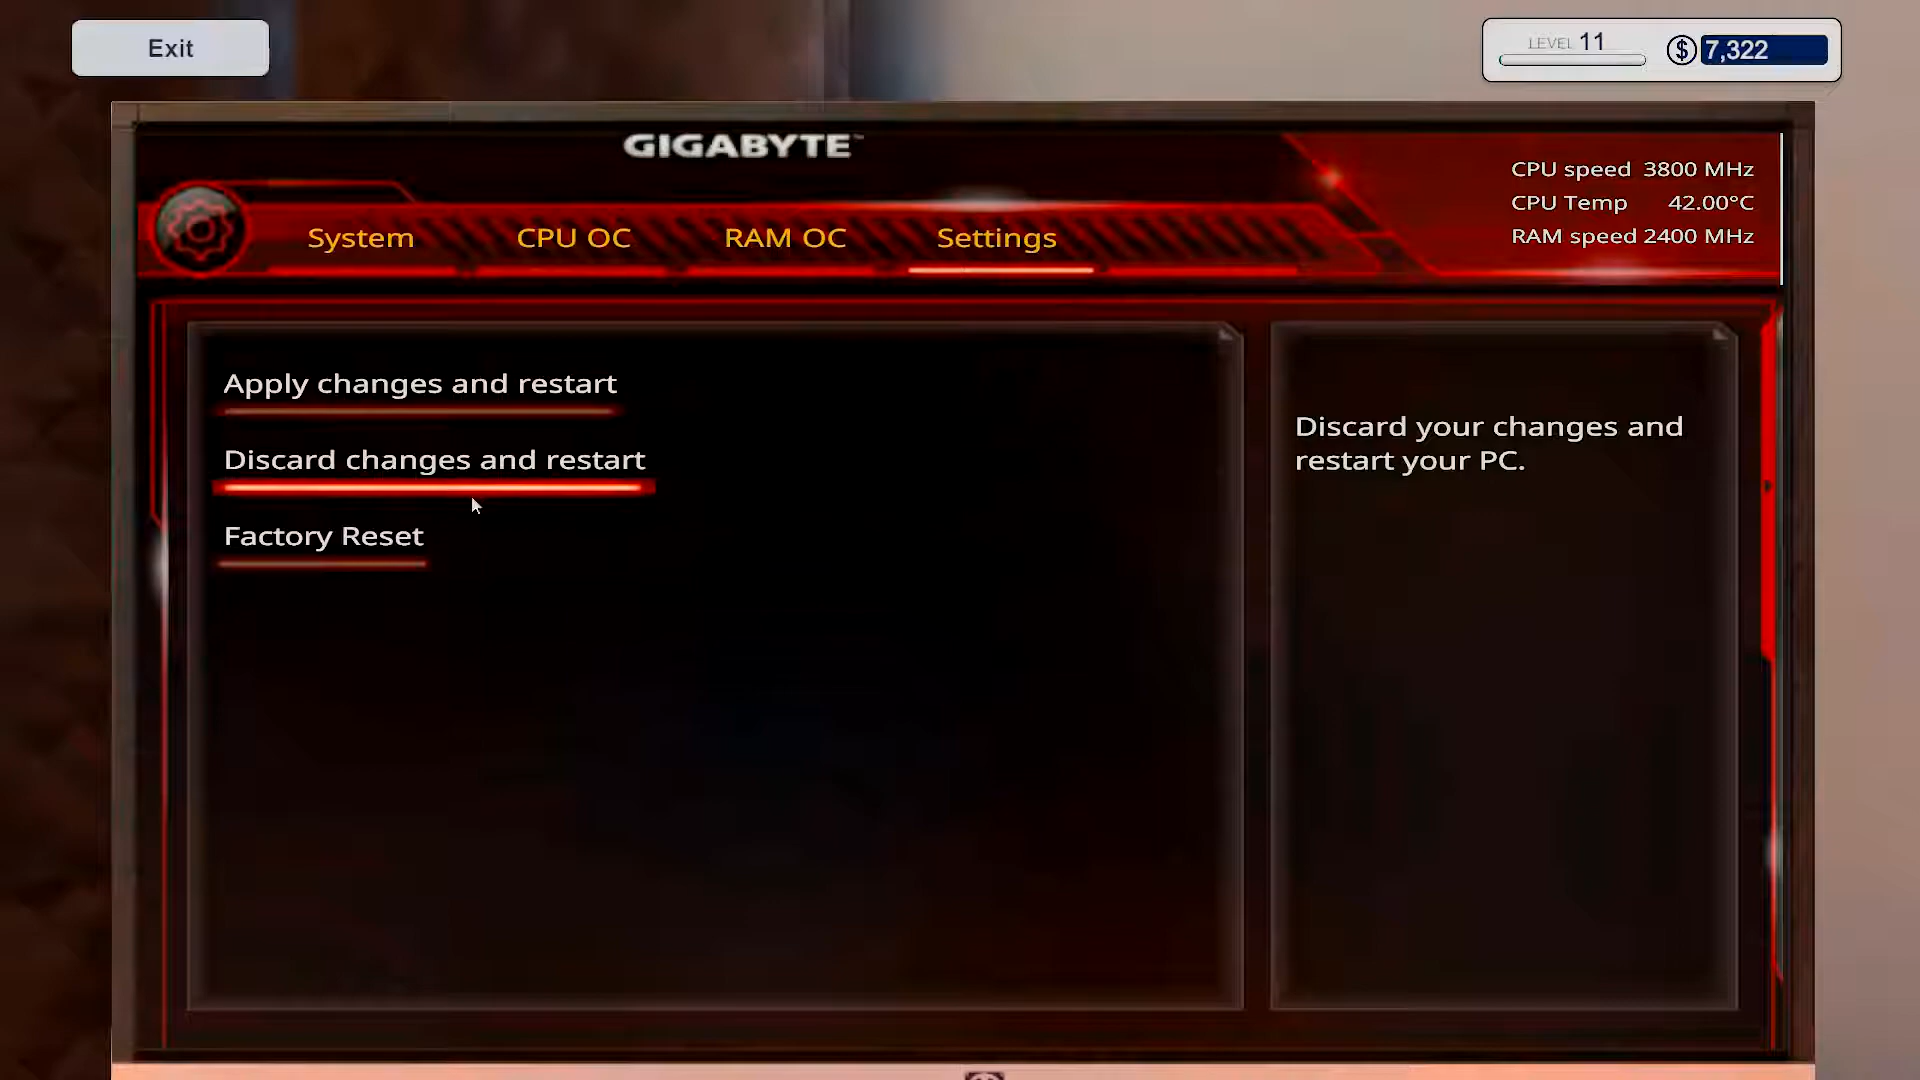 Exit
LEVEL 11
$ 7,322
GIGABYTE™
CPU speed 3800 MHz
CPU Temp 42.00°C
RAM speed 2400 MHz
System
CPU OC
RAM OC
Settings
Apply changes and restart
Discard changes and restart
Factory Reset
Discard your changes and
restart your PC.